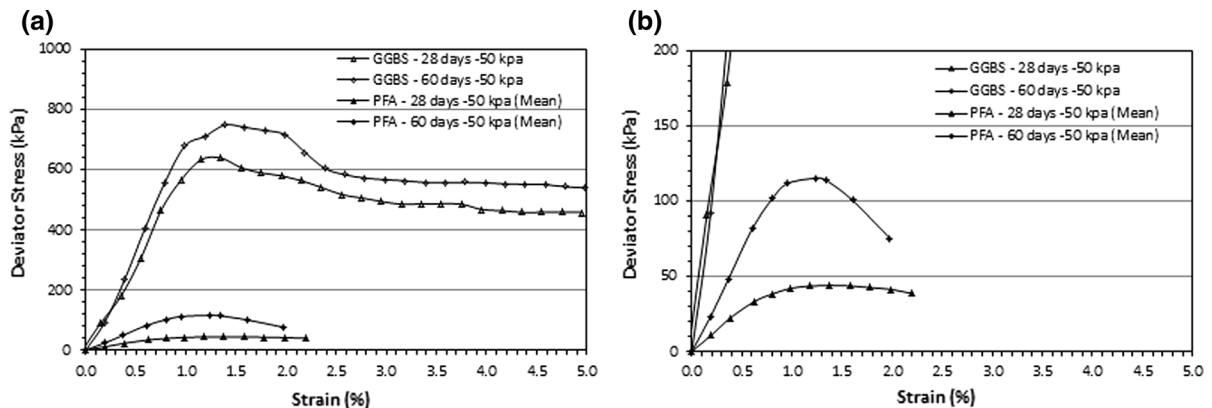 (a)
1000
800
600
400
200
0
Deviator Stress (kPa)
GGBS - 28 days -50 kpa
GGBS - 60 days -50 kpa
PFA - 28 days -50 kpa (Mean)
PFA - 60 days -50 kpa (Mean)
0.0 0.5 1.0 1.5 2.0 2.5 3.0 3.5 4.0 4.5 5.0
Strain (%)
(b)
200
150
100
50
0
Deviator Stress (kPa)
GGBS - 28 days -50 kpa
GGBS - 60 days -50 kpa
PFA - 28 days -50 kpa (Mean)
PFA - 60 days -50 kpa (Mean)
0.0 0.5 1.0 1.5 2.0 2.5 3.0 3.5 4.0 4.5 5.0
Strain (%)